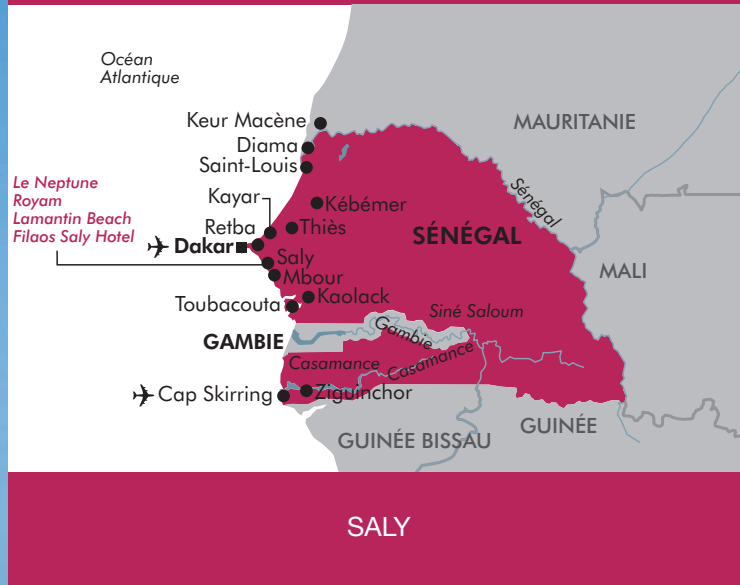 Océan
Atlantique
Keur Macène
MAURITANIE
Diama
Saint-Louis
Le Neptune
Royam
Lamantin Beach
Filaos Saly Hotel
Sénégal
Kayar
Kébémer
Retba
Thiès
SÉNÉGAL
Dakar
Saly
MALI
Mbour
Kaolack
Toubacouta
Siné Saloum
Gambie
GAMBIE
Casamance
Casamance
Cap Skirring
Ziguinchor
GUINÉE BISSAU
GUINÉE
SALY